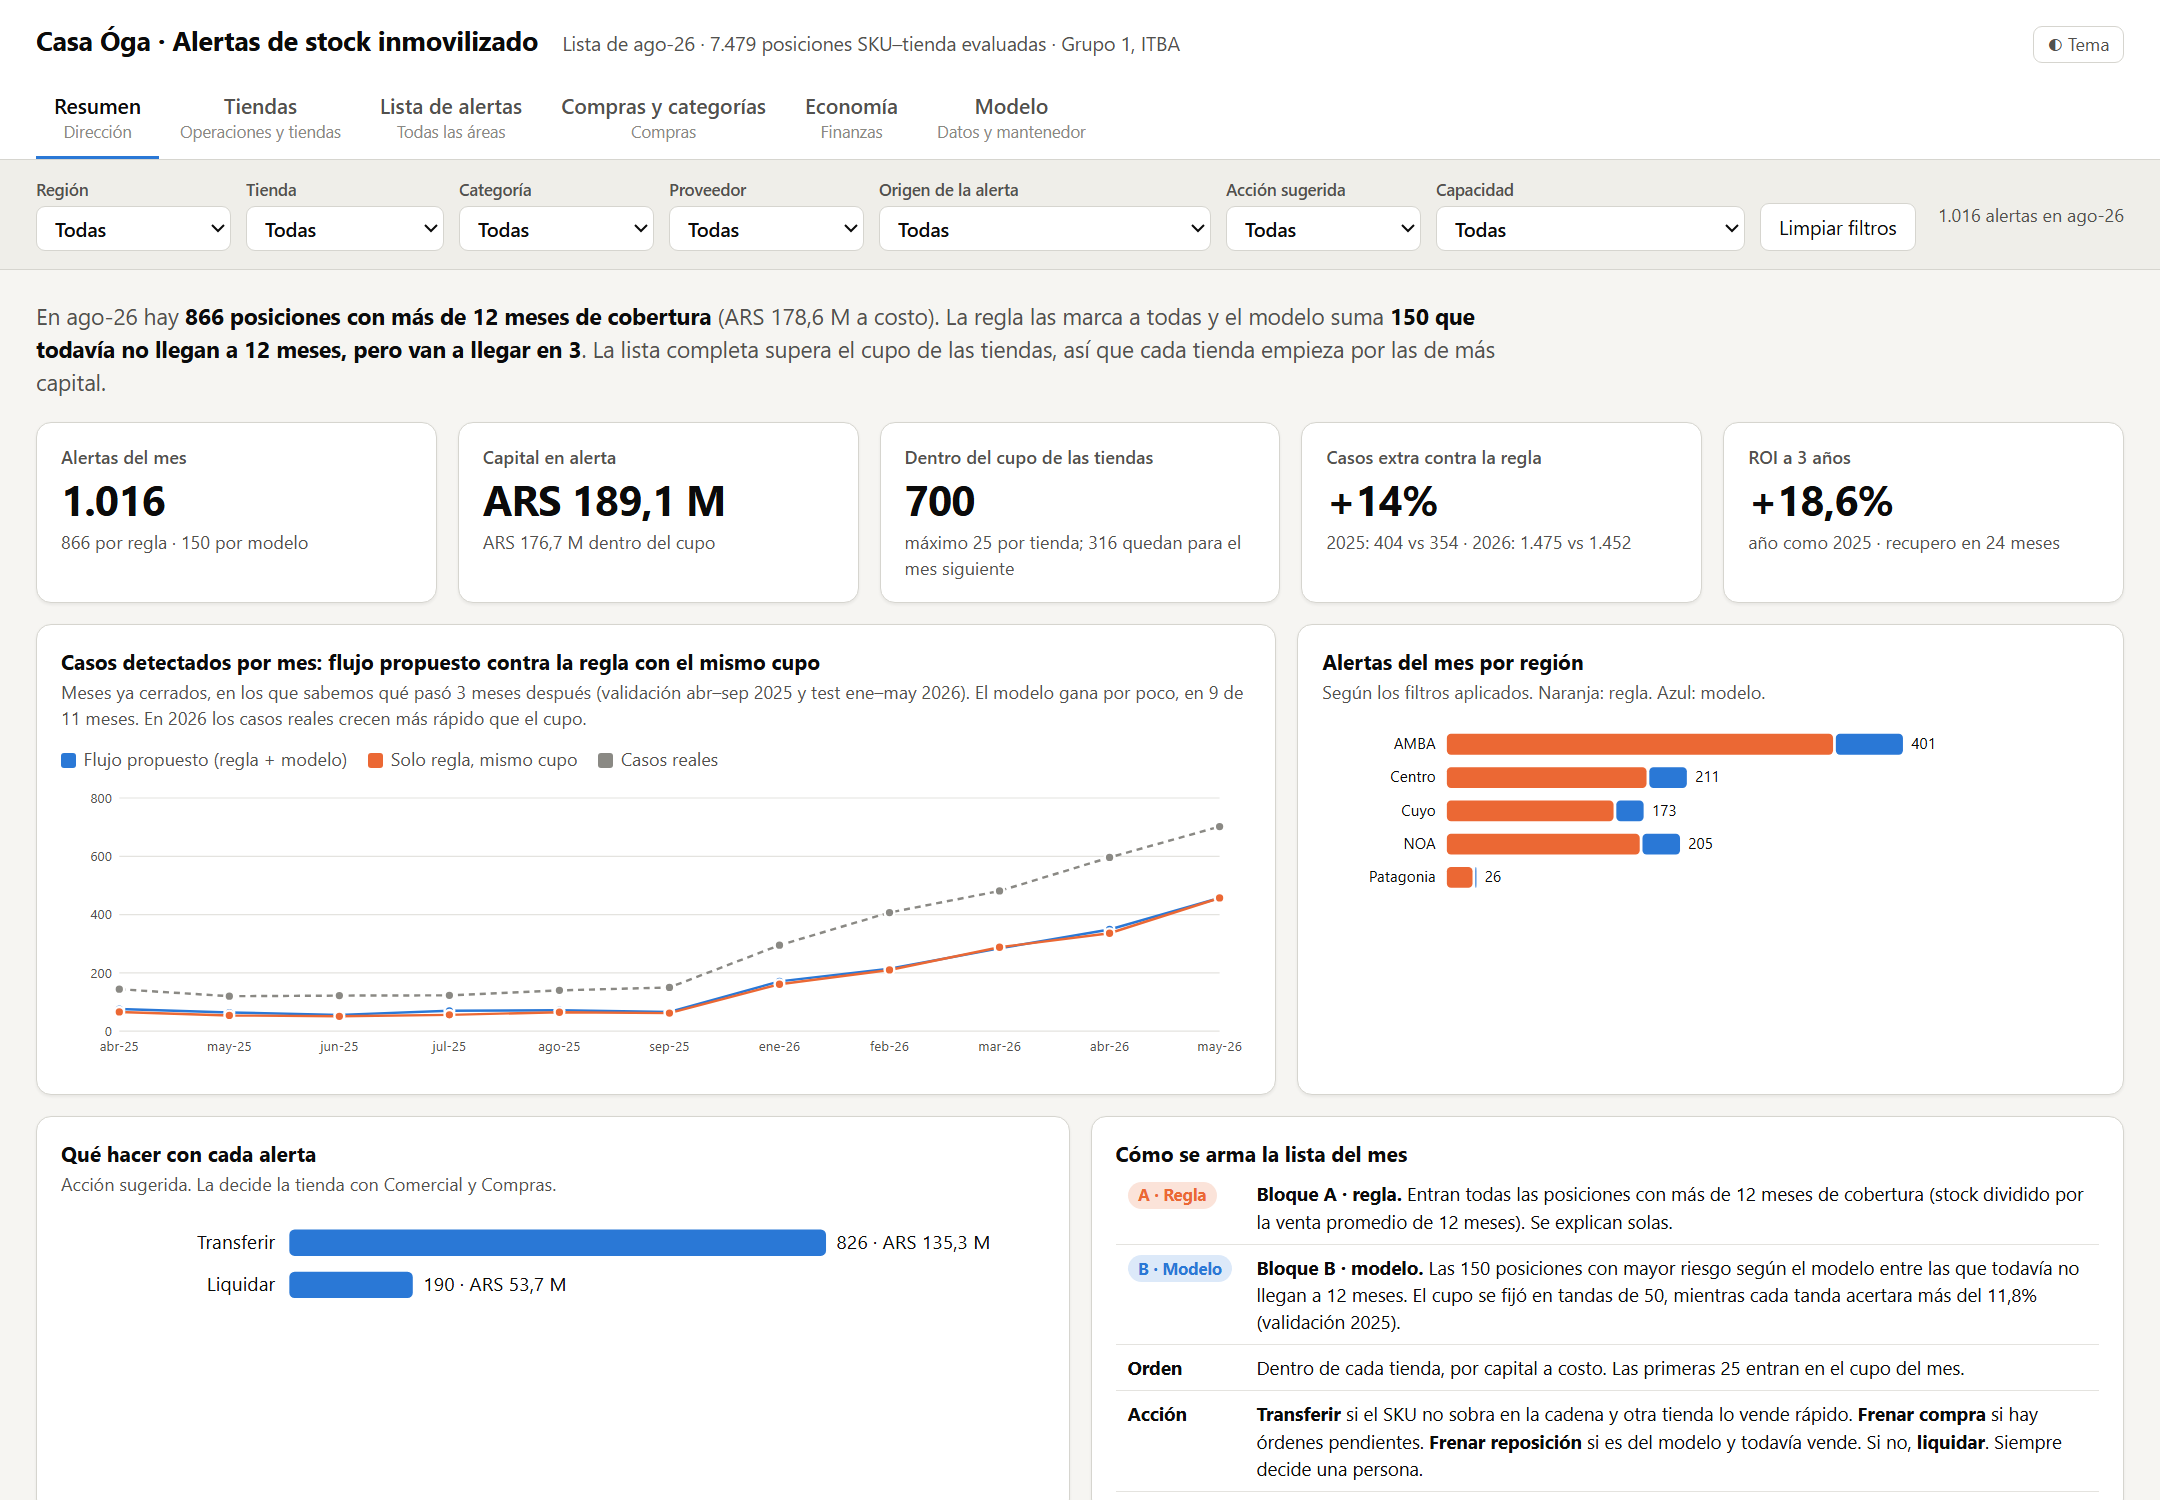 Casa Óga · Alertas de stock inmovilizado
Lista de ago-26 · 7.479 posiciones SKU–tienda evaluadas · Grupo 1, ITBA
◐ Tema
Resumen
Dirección
Tiendas
Operaciones y tiendas
Lista de alertas
Todas las áreas
Compras y categorías
Compras
Economía
Finanzas
Modelo
Datos y mantenedor
Región
Todas
Tienda
Todas
Categoría
Todas
Proveedor
Todas
Origen de la alerta
Todas
Acción sugerida
Todas
Capacidad
Todas
Limpiar filtros
1.016 alertas en ago-26
En ago-26 hay 866 posiciones con más de 12 meses de cobertura (ARS 178,6 M a costo). La regla las marca a todas y el modelo suma 150 que
todavía no llegan a 12 meses, pero van a llegar en 3. La lista completa supera el cupo de las tiendas, así que cada tienda empieza por las de más
capital.
Alertas del mes
1.016
866 por regla · 150 por modelo
Capital en alerta
ARS 189,1 M
ARS 176,7 M dentro del cupo
Dentro del cupo de las tiendas
700
máximo 25 por tienda; 316 quedan para el
mes siguiente
Casos extra contra la regla
+14%
2025: 404 vs 354 · 2026: 1.475 vs 1.452
ROI a 3 años
+18,6%
año como 2025 · recupero en 24 meses
Casos detectados por mes: flujo propuesto contra la regla con el mismo cupo
Meses ya cerrados, en los que sabemos qué pasó 3 meses después (validación abr–sep 2025 y test ene–may 2026). El modelo gana por poco, en 9 de
11 meses. En 2026 los casos reales crecen más rápido que el cupo.
Flujo propuesto (regla + modelo)
Solo regla, mismo cupo
Casos reales
800
600
400
200
0
abr-25
may-25
jun-25
jul-25
ago-25
sep-25
ene-26
feb-26
mar-26
abr-26
may-26
Alertas del mes por región
Según los filtros aplicados. Naranja: regla. Azul: modelo.
AMBA
401
Centro
211
Cuyo
173
NOA
205
Patagonia
26
Qué hacer con cada alerta
Acción sugerida. La decide la tienda con Comercial y Compras.
Transferir
826 · ARS 135,3 M
Liquidar
190 · ARS 53,7 M
Cómo se arma la lista del mes
A · Regla
Bloque A · regla. Entran todas las posiciones con más de 12 meses de cobertura (stock dividido por
la venta promedio de 12 meses). Se explican solas.
B · Modelo
Bloque B · modelo. Las 150 posiciones con mayor riesgo según el modelo entre las que todavía no
llegan a 12 meses. El cupo se fijó en tandas de 50, mientras cada tanda acertara más del 11,8%
(validación 2025).
Orden
Dentro de cada tienda, por capital a costo. Las primeras 25 entran en el cupo del mes.
Acción
Transferir si el SKU no sobra en la cadena y otra tienda lo vende rápido. Frenar compra si hay
órdenes pendientes. Frenar reposición si es del modelo y todavía vende. Si no, liquidar. Siempre
decide una persona.